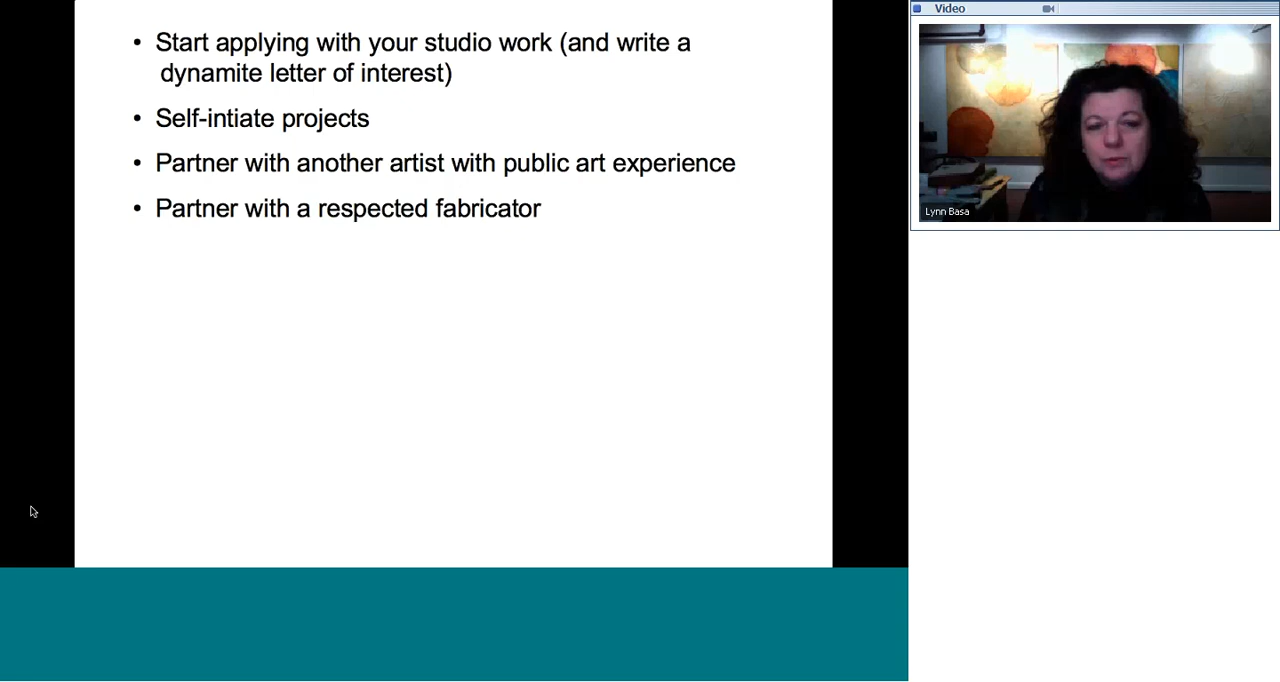 • Start applying with your studio work (and write a
dynamite letter of interest)
• Self-intiate projects
• Partner with another artist with public art experience
• Partner with a respected fabricator
Video
Lynn Basa